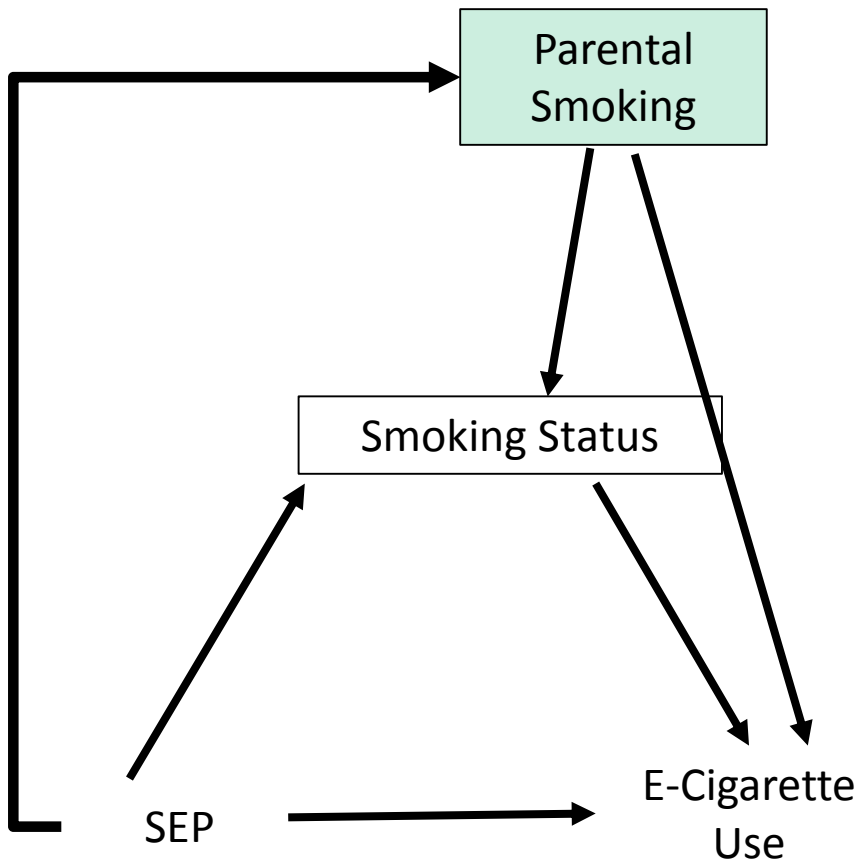 Parental
Smoking
Smoking Status
SEP
E-Cigarette
Use